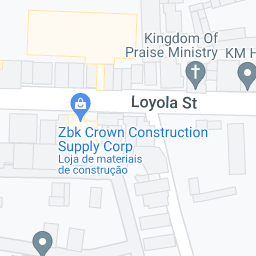 Kingdom Of
Praise Ministry
KM H
Loyola St
Zbk Crown Construction
Supply Corp
Loja de materiais
de construção